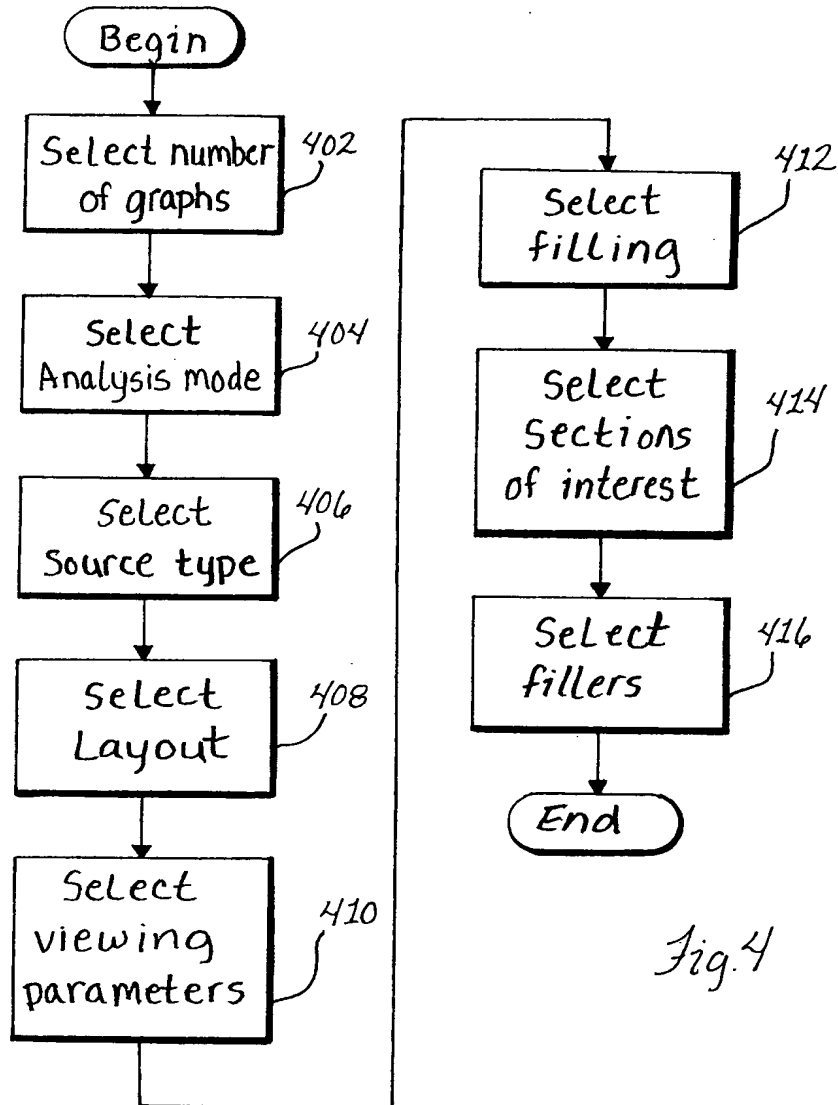 Begin
Select number
of graphs
402
Select
Analysis mode
404
Select
Source type
406
Select
Layout
408
Select
viewing
parameters
410
Select
filling
412
Select
Sections
of interest
414
Select
fillers
416
End
Fig.4